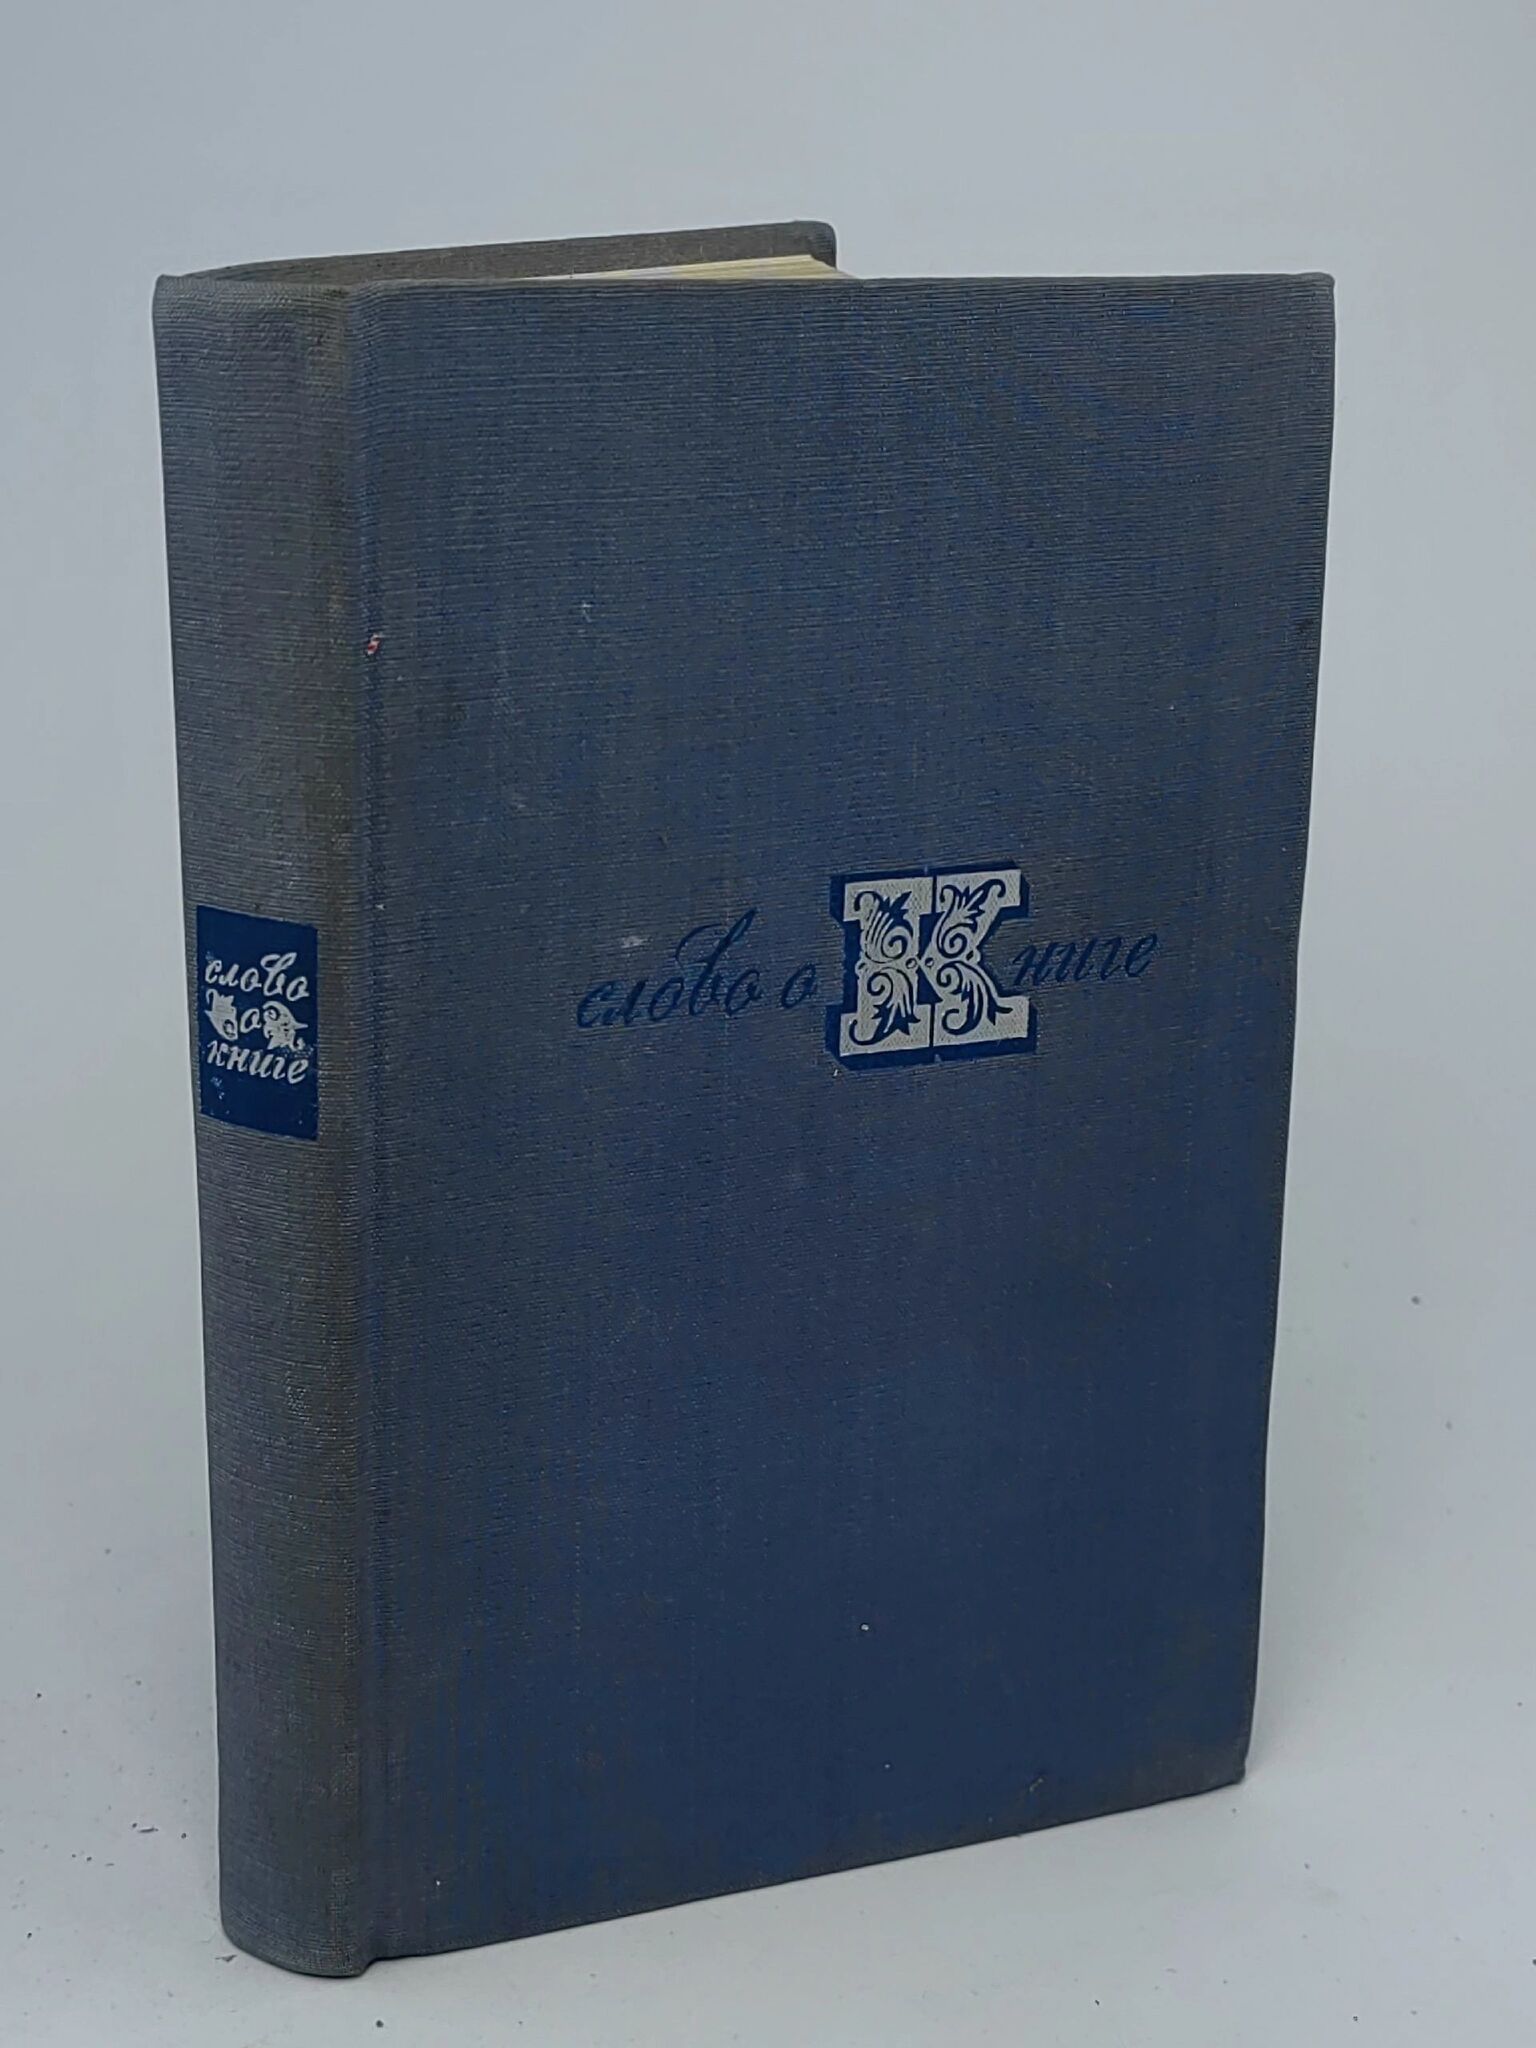 слово
о
книге
слово о Книге